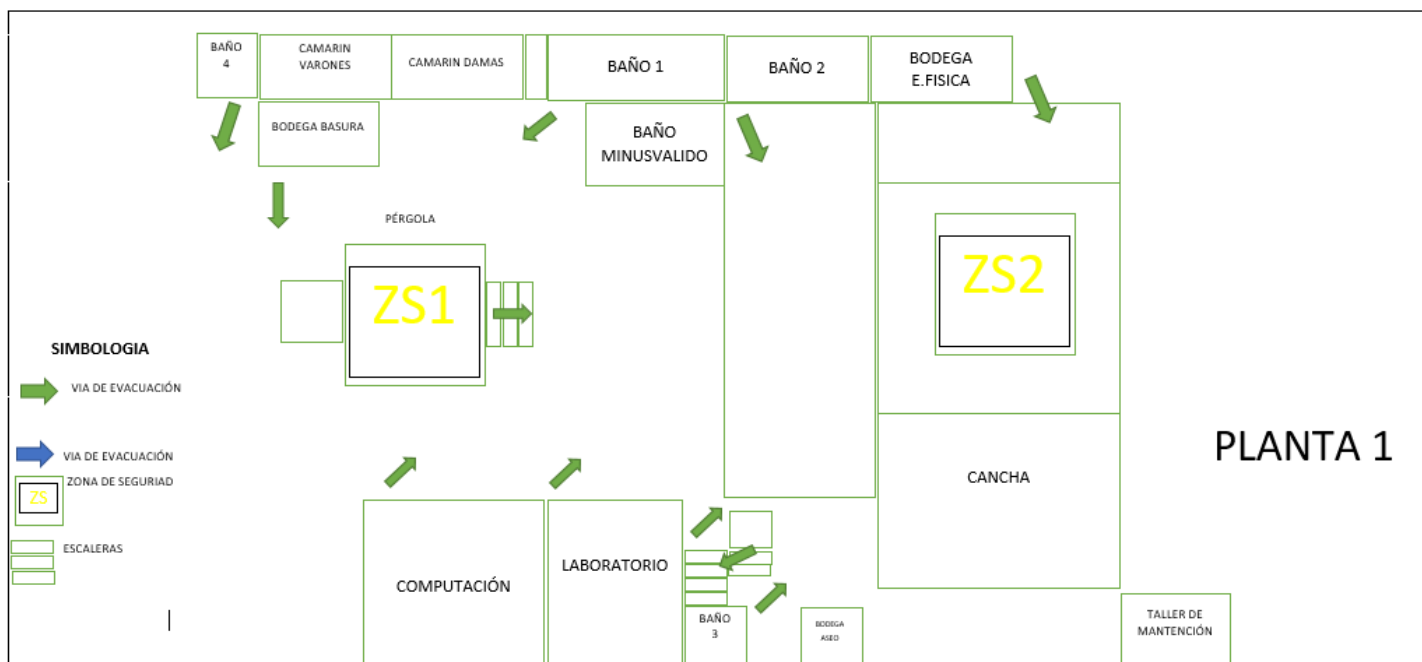 BAÑO
4
CAMARIN
VARONES
CAMARIN DAMAS
BAÑO 1
BAÑO 2
BODEGA
E.FISICA
BODEGA BASURA
BAÑO
MINUSVALIDO
PÉRGOLA
ZS1
ZS2
SIMBOLOGIA
VIA DE EVACUACIÓN
VIA DE EVACUACIÓN
ZS
ZONA DE SEGURIAD
ESCALERAS
PLANTA 1
CANCHA
COMPUTACIÓN
LABORATORIO
BAÑO
3
BODEGA
ASEO
TALLER DE
MANTENCIÓN